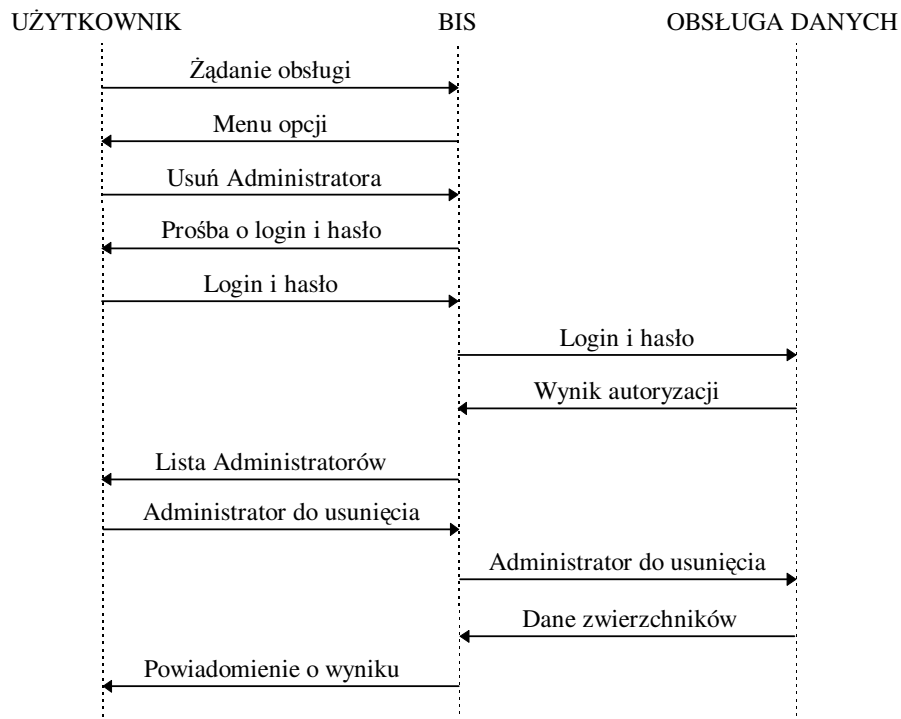 UŻYTKOWNIK BIS OBSŁUGA DANYCH
Żądanie obsługi
Menu opcji
Usuń Administratora
Prośba o login i hasło
Login i hasło
Login i hasło
Wynik autoryzacji
Lista Administratorów
Administrator do usunięcia
Administrator do usunięcia
Dane zwierzchników
Powiadomienie o wyniku